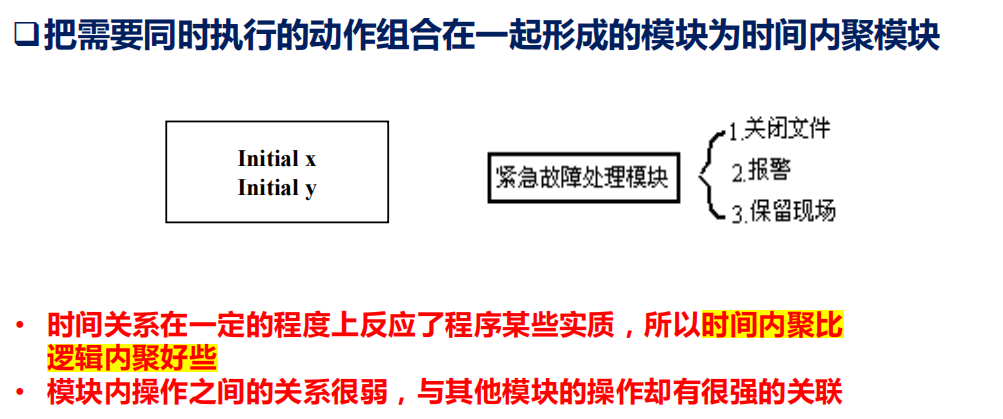 ❑把需要同时执行的动作组合在一起形成的模块为时间内聚模块
Initial x
Initial y
紧急故障处理模块
1.关闭文件
2.报警
3.保留现场
• 时间关系在一定的程度上反应了程序某些实质，所以时间内聚比
逻辑内聚好些
• 模块内操作之间的关系很弱，与其他模块的操作却有很强的关联